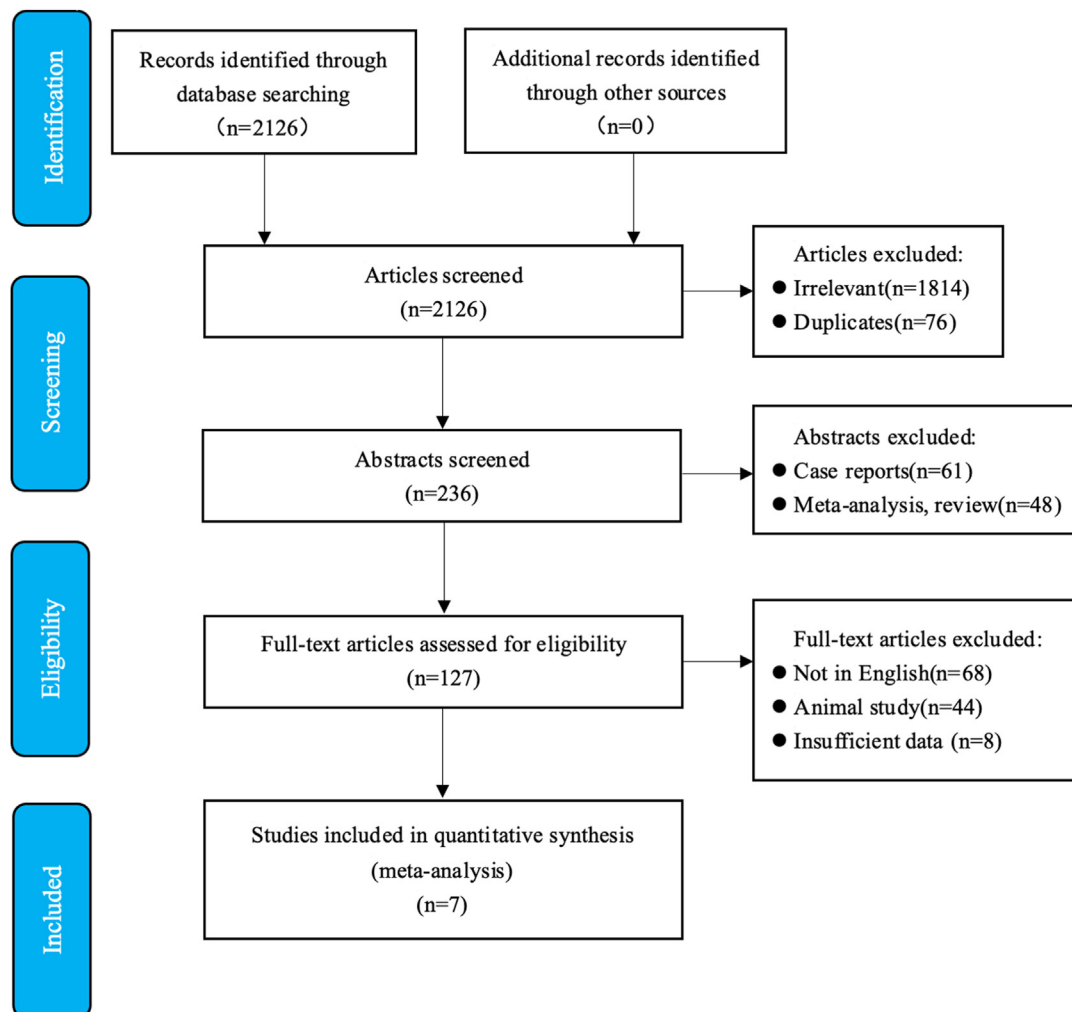 Identification
Records identified through
database searching
（n=2126）
Additional records identified
through other sources
（n=0）
Screening
Articles screened
(n=2126)
Articles excluded:
● Irrelevant(n=1814)
● Duplicates(n=76)
Abstracts screened
(n=236)
Abstracts excluded:
● Case reports(n=61)
● Meta-analysis, review(n=48)
Eligibility
Full-text articles assessed for eligibility
(n=127)
Full-text articles excluded:
● Not in English(n=68)
● Animal study(n=44)
● Insufficient data (n=8)
Included
Studies included in quantitative synthesis
(meta-analysis)
(n=7)